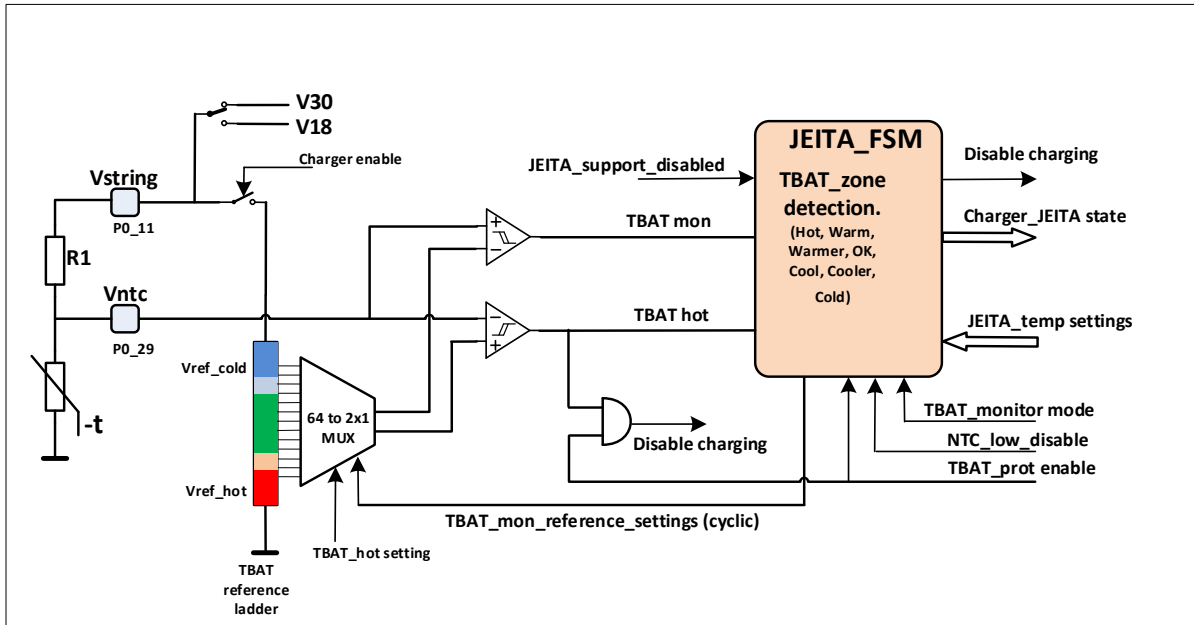 V30
V18
Charger enable
Vstring
P0_11
R1
Vntc
P0_29
-t
Vref_cold
Vref_hot
TBAT
reference
ladder
64 to 2x1
MUX
TBAT_hot setting
TBAT mon
TBAT hot
JEITA_support_disabled
JEITA_FSM
TBAT_zone
detection.
(Hot, Warm,
Warmer, OK,
Cool, Cooler,
Cold)
Disable charging
Charger_JEITA state
JEITA_temp settings
TBAT_monitor mode
NTC_low_disable
TBAT_prot enable
Disable charging
TBAT_mon_reference_settings (cyclic)
+
−
−
+